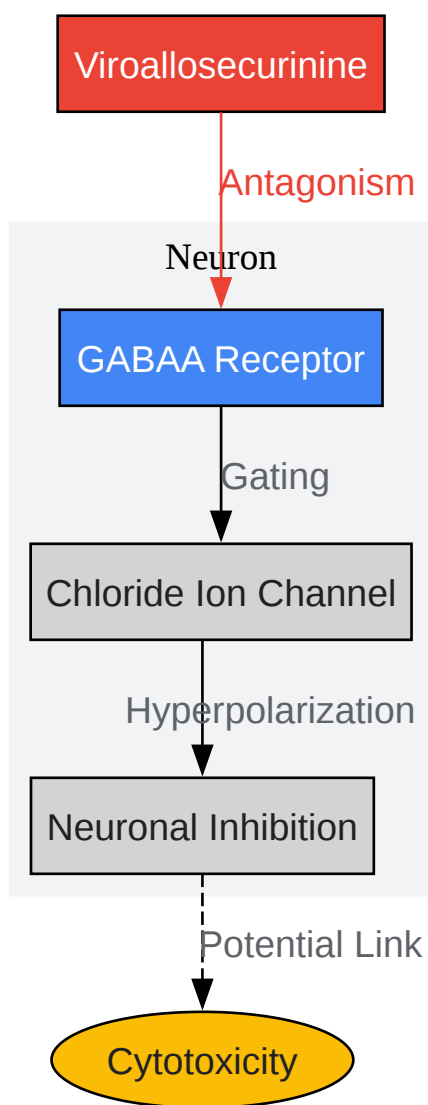 Viroallosecurinine
Antagonism
Neuron
GABAA Receptor
Gating
Chloride Ion Channel
Hyperpolarization
Neuronal Inhibition
Potential Link
Cytotoxicity